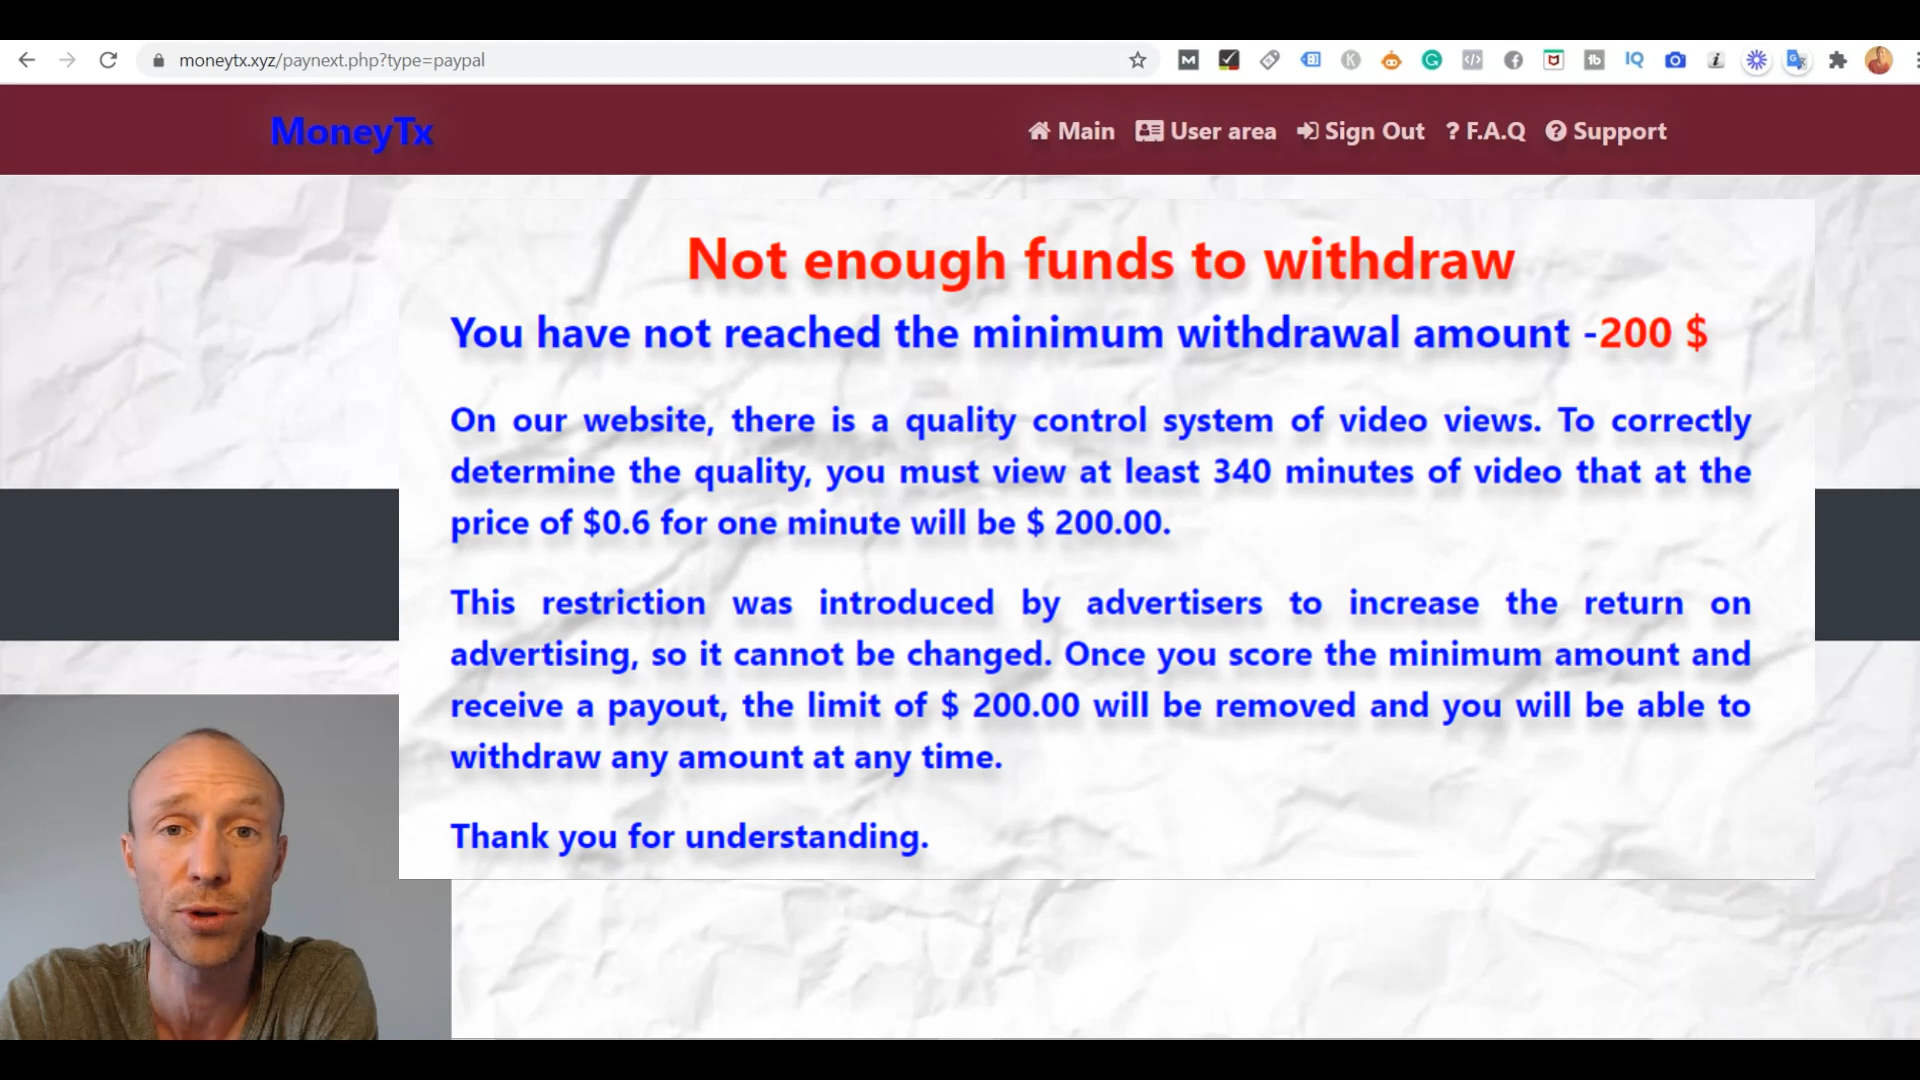 moneytx.xyz/paynext.php?type=paypal
MoneyTx
Main User area Sign Out ? F.A.Q Support
Not enough funds to withdraw
You have not reached the minimum withdrawal amount -200 $
On our website, there is a quality control system of video views. To correctly
determine the quality, you must view at least 340 minutes of video that at the
price of $0.6 for one minute will be $ 200.00.
This restriction was introduced by advertisers to increase the return on
advertising, so it cannot be changed. Once you score the minimum amount and
receive a payout, the limit of $ 200.00 will be removed and you will be able to
withdraw any amount at any time.
Thank you for understanding.